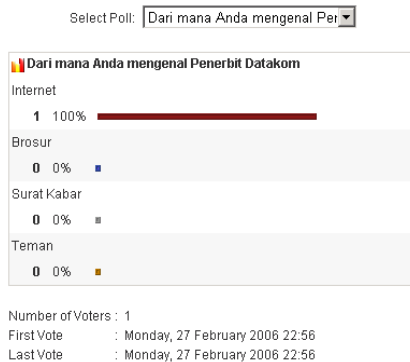 Select Poll: Dari mana Anda mengenal Per
Dari mana Anda mengenal Penerbit Datakom
Internet
1 100%
Brosur
0 0%
Surat Kabar
0 0%
Teman
0 0%
Number of Voters : 1
First Vote : Monday, 27 February 2006 22:56
Last Vote : Monday, 27 February 2006 22:56